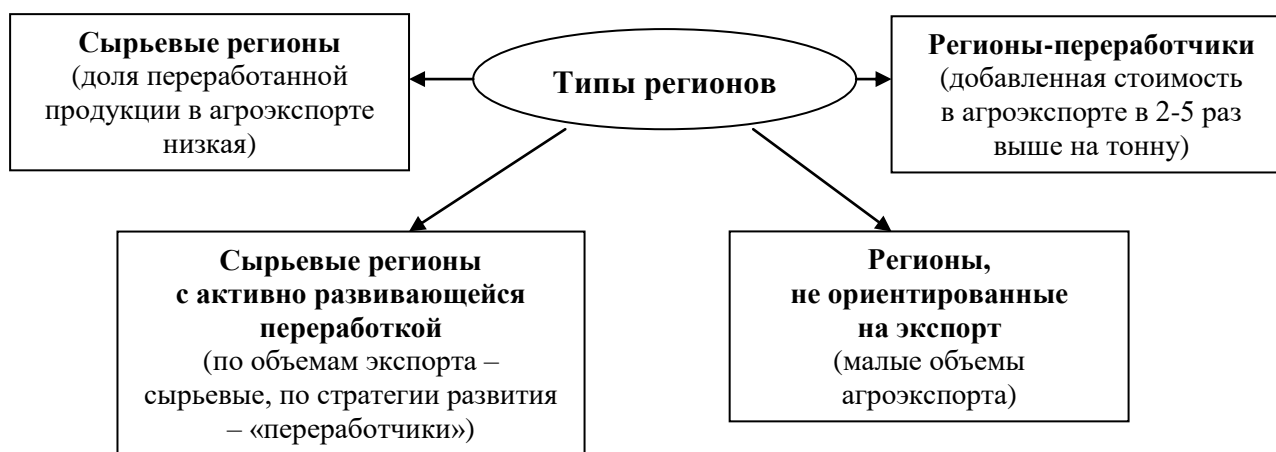 Сырьевые регионы
(доля переработанной
продукции в агроэкспорте
низкая)
Типы регионов
Регионы-переработчики
(добавленная стоимость
в агроэкспорте в 2-5 раз
выше на тонну)
Сырьевые регионы
с активно развивающейся
переработкой
(по объемам экспорта –
сырьевые, по стратегии развития
– «переработчики»)
Регионы,
не ориентированные
на экспорт
(малые объемы
агроэкспорта)